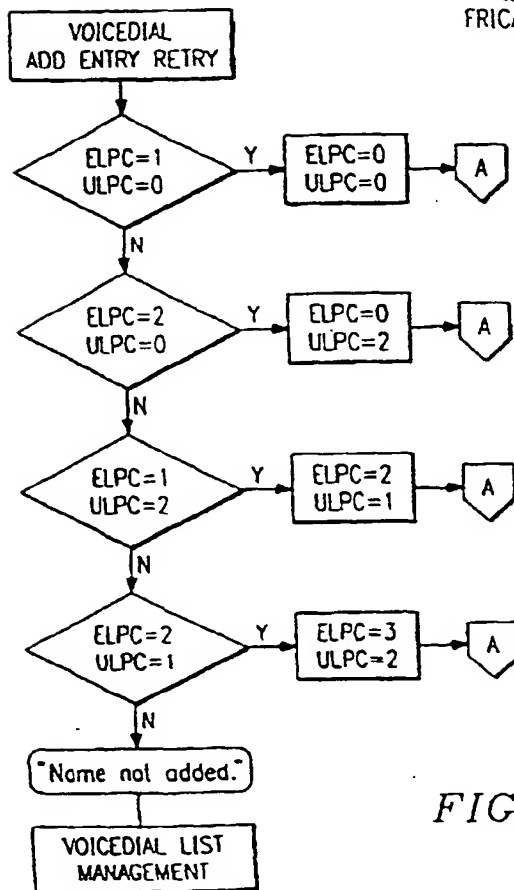 FRICA
VOICEDIAL
ADD ENTRY RETRY
ELPC=1
ULPC=0
Y
ELPC=0
ULPC=0
A
N
ELPC=2
ULPC=0
Y
ELPC=0
ULPC=2
A
N
ELPC=1
ULPC=2
Y
ELPC=2
ULPC=1
A
N
ELPC=2
ULPC=1
Y
ELPC=3
ULPC=2
A
N
"Name not added."
VOICEDIAL LIST
MANAGEMENT
FIG